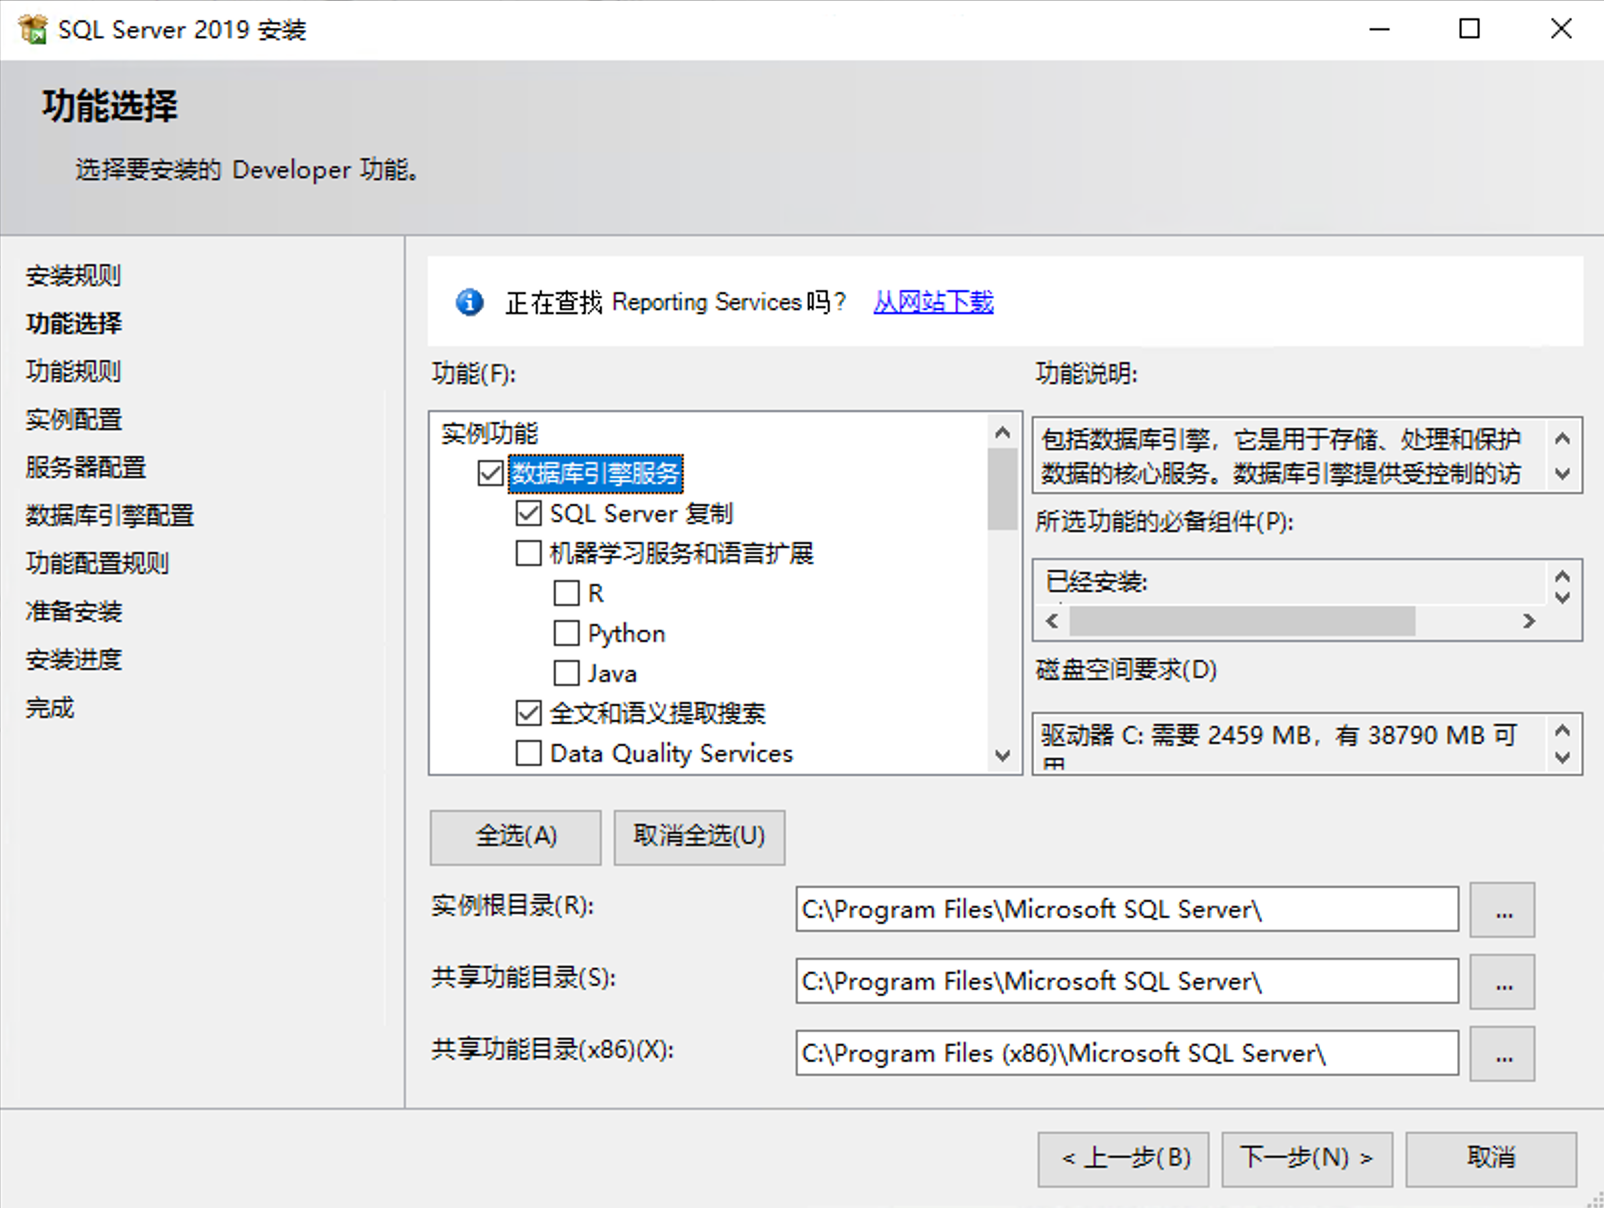 SQL Server 2019 安装
功能选择
选择要安装的 Developer 功能。
安装规则
功能选择
功能规则
实例配置
服务器配置
数据库引擎配置
功能配置规则
准备安装
安装进度
完成
正在查找 Reporting Services吗? 从网站下载
功能(F):
实例功能
数据库引擎服务
SQL Server 复制
机器学习服务和语言扩展
R
Python
Java
全文和语义提取搜索
Data Quality Services
功能说明:
包括数据库引擎，它是用于存储、处理和保护
数据的核心服务。数据库引擎提供受控制的访
所选功能的必备组件(P):
已经安装:
磁盘空间要求(D)
驱动器 C: 需要 2459 MB，有 38790 MB 可
用
全选(A) 取消全选(U)
实例根目录(R): C:\Program Files\Microsoft SQL Server\ ...
共享功能目录(S): C:\Program Files\Microsoft SQL Server\ ...
共享功能目录(x86)(X): C:\Program Files (x86)\Microsoft SQL Server\ ...
< 上一步(B) 下一步(N) > 取消